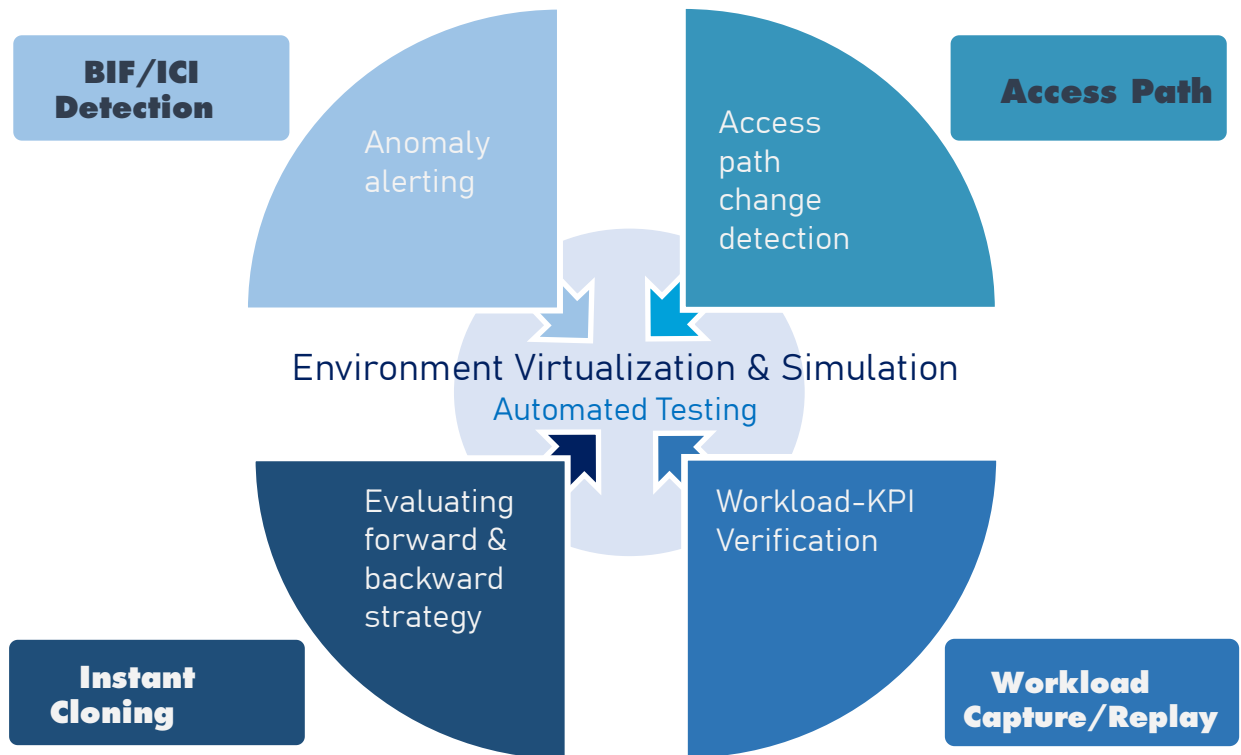 BIF/ICI
Detection
Anomaly
alerting
Access
path
change
detection
Access Path
Environment Virtualization & Simulation
Automated Testing
Evaluating
forward &
backward
strategy
Instant
Cloning
Workload-KPI
Verification
Workload
Capture/Replay